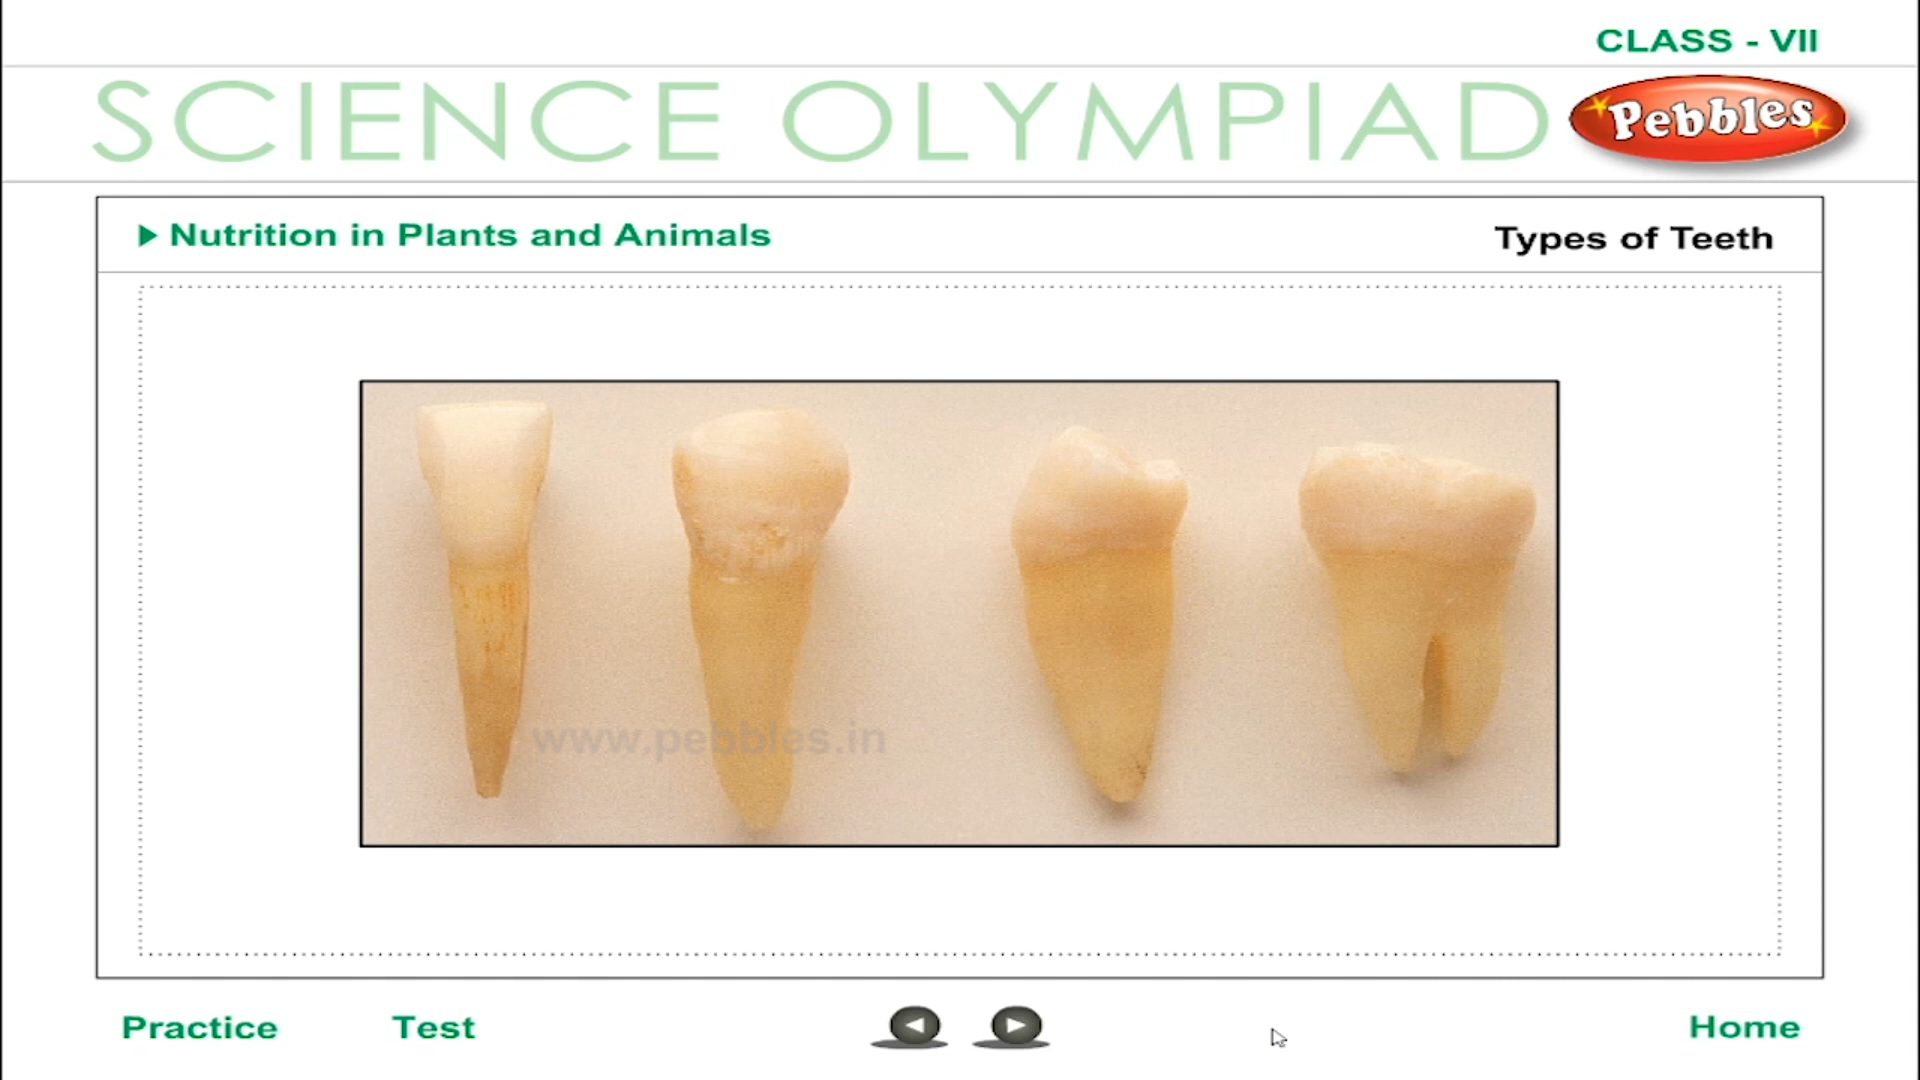 CLASS - VII
SCIENCE OLYMPIAD
Pebbles
Nutrition in Plants and Animals
Types of Teeth
www.pebbles.in
Practice
Test
Home